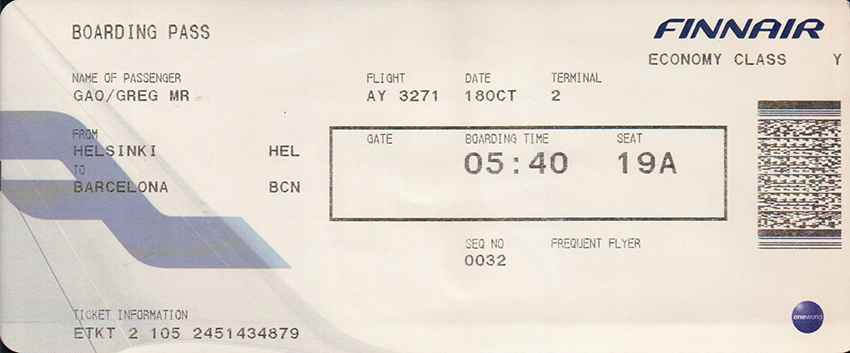 BOARDING PASS
FINNAIR
ECONOMY CLASS Y
NAME OF PASSENGER FLIGHT DATE TERMINAL
GAO/GREG MR AY 3271 18OCT 2
FROM GATE BOARDING TIME SEAT
HELSINKI HEL 05:40 19A
TO
BARCELONA BCN
SEQ NO FREQUENT FLYER
0032
TICKET INFORMATION
ETKT 2 105 2451434879
oneworld